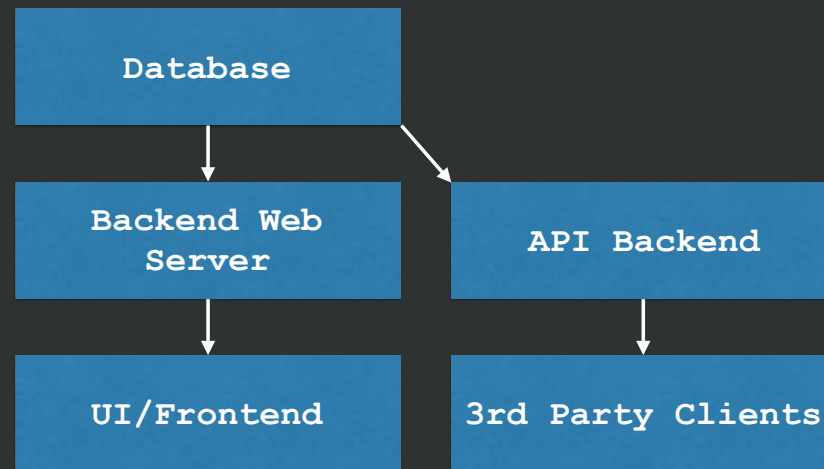 Database
Backend Web
Server
API Backend
UI/Frontend
3rd Party Clients